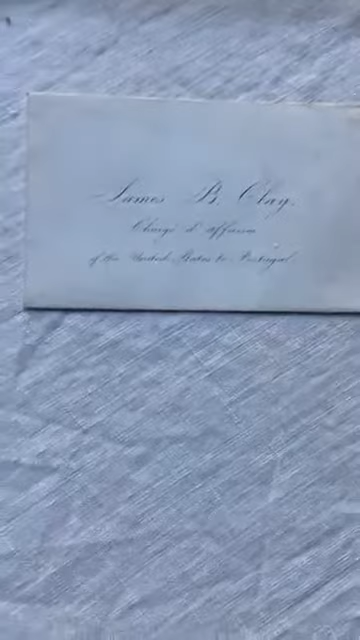 James B. Clay.
Chargé d' affaires
of the United States to Portugal.